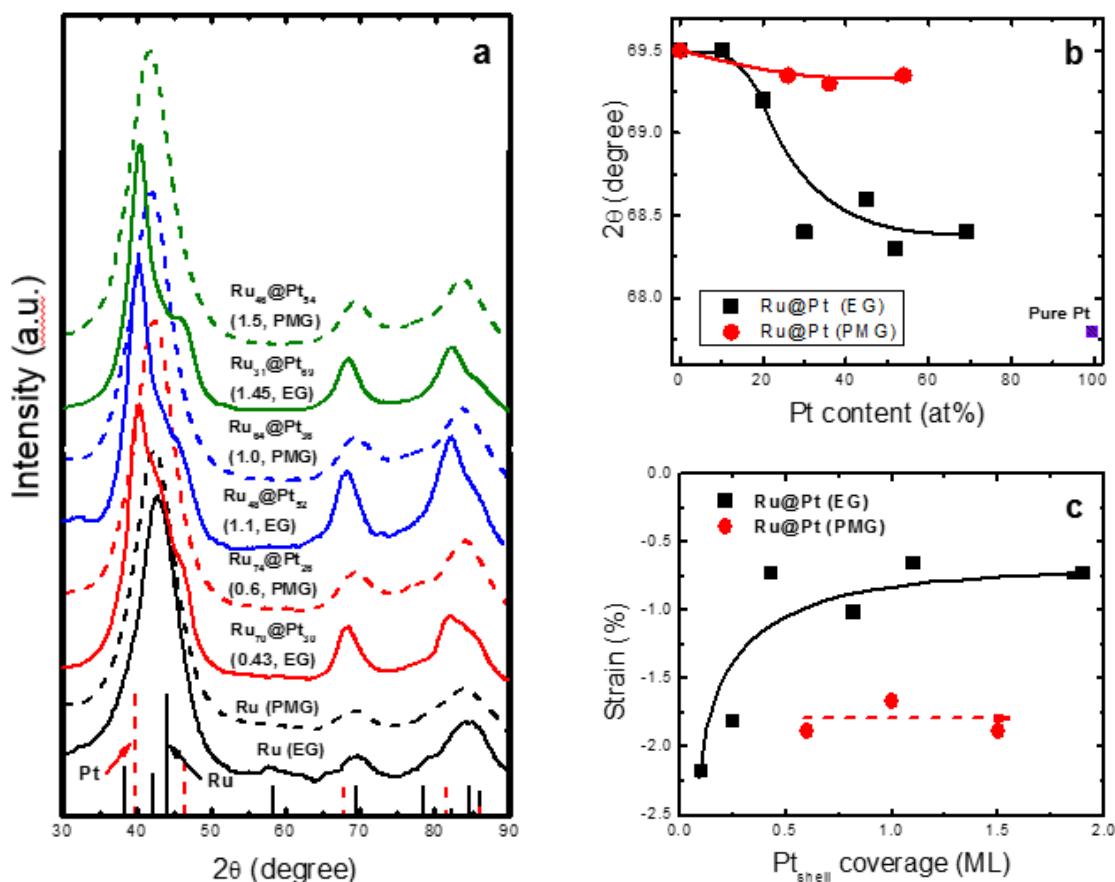 a
Intensity (a.u.)
Ru₄₆@Pt₅₄
(1.5, PMG)
Ru₃₁@Pt₆₉
(1.45, EG)
Ru₆₄@Pt₃₆
(1.0, PMG)
Ru₄₈@Pt₅₂
(1.1, EG)
Ru₇₄@Pt₂₆
(0.6, PMG)
Ru₇₀@Pt₃₀
(0.43, EG)
Ru (PMG)
Ru (EG)
Pt
Ru
30 40 50 60 70 80 90
2θ (degree)
b
2θ (degree)
69.5
69.0
68.5
68.0
Ru@Pt (EG)
Ru@Pt (PMG)
Pure Pt
0 20 40 60 80 100
Pt content (at%)
c
Strain (%)
0.0
-0.5
-1.0
-1.5
-2.0
-2.5
Ru@Pt (EG)
Ru@Pt (PMG)
0.0 0.5 1.0 1.5 2.0
Pt shell coverage (ML)